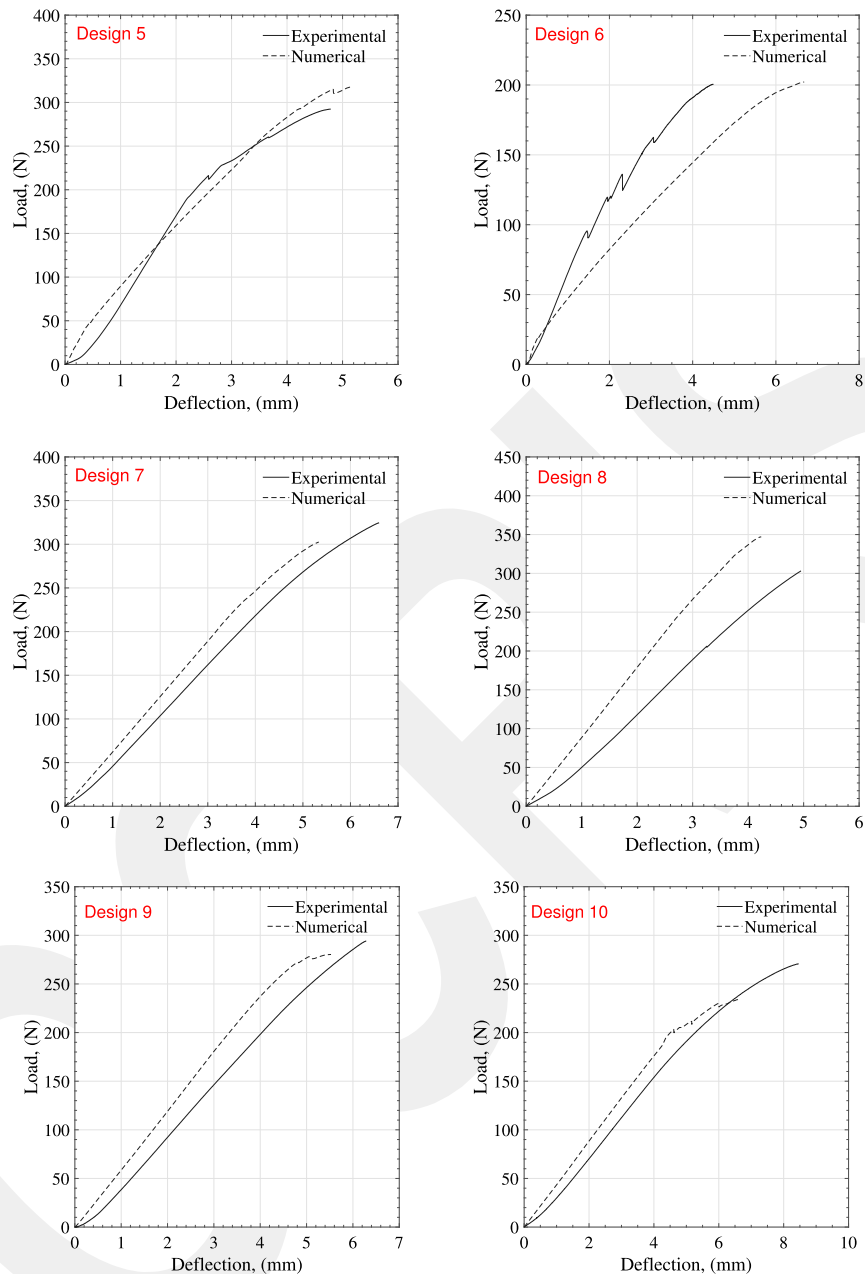 Design 5
Experimental
Numerical
400
350
300
250
200
150
100
50
0
0 1 2 3 4 5 6
Load, (N)
Deflection, (mm)
Design 6
Experimental
Numerical
250
200
150
100
50
0
0 2 4 6 8
Load, (N)
Deflection, (mm)
Design 7
Experimental
Numerical
400
350
300
250
200
150
100
50
0
0 1 2 3 4 5 6 7
Load, (N)
Deflection, (mm)
Design 8
Experimental
Numerical
450
400
350
300
250
200
150
100
50
0
0 1 2 3 4 5 6
Load, (N)
Deflection, (mm)
Design 9
Experimental
Numerical
350
300
250
200
150
100
50
0
0 1 2 3 4 5 6 7
Load, (N)
Deflection, (mm)
Design 10
Experimental
Numerical
350
300
250
200
150
100
50
0
0 2 4 6 8 10
Load, (N)
Deflection, (mm)